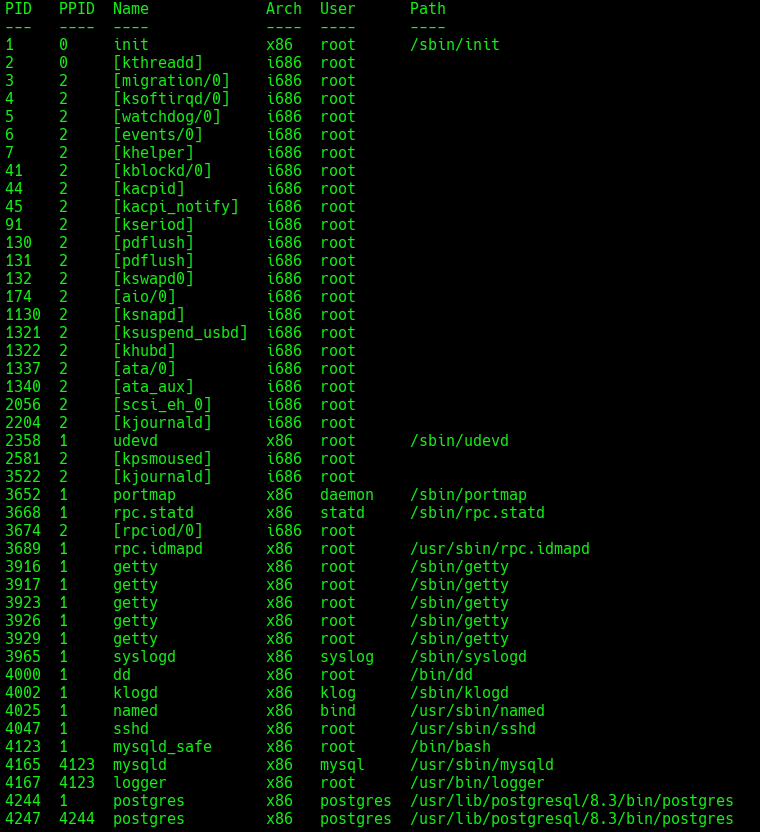 PID   PPID  Name             Arch  User      Path
---   ----  ----             ----  ----      ----
1     0     init             x86   root      /sbin/init
2     0     [kthreadd]       i686  root
3     2     [migration/0]    i686  root
4     2     [ksoftirqd/0]    i686  root
5     2     [watchdog/0]     i686  root
6     2     [events/0]       i686  root
7     2     [khelper]        i686  root
41    2     [kblockd/0]      i686  root
44    2     [kacpid]         i686  root
45    2     [kacpi_notify]   i686  root
91    2     [kseriod]        i686  root
130   2     [pdflush]        i686  root
131   2     [pdflush]        i686  root
132   2     [kswapd0]        i686  root
174   2     [aio/0]          i686  root
1130  2     [ksnapd]         i686  root
1321  2     [ksuspend_usbd]  i686  root
1322  2     [khubd]          i686  root
1337  2     [ata/0]          i686  root
1340  2     [ata_aux]        i686  root
2056  2     [scsi_eh_0]      i686  root
2204  2     [kjournald]      i686  root
2358  1     udevd            x86   root      /sbin/udevd
2581  2     [kpsmoused]      i686  root
3522  2     [kjournald]      i686  root
3652  1     portmap          x86   daemon    /sbin/portmap
3668  1     rpc.statd        x86   statd     /sbin/rpc.statd
3674  2     [rpciod/0]       i686  root
3689  1     rpc.idmapd       x86   root      /usr/sbin/rpc.idmapd
3916  1     getty            x86   root      /sbin/getty
3917  1     getty            x86   root      /sbin/getty
3923  1     getty            x86   root      /sbin/getty
3926  1     getty            x86   root      /sbin/getty
3929  1     getty            x86   root      /sbin/getty
3965  1     syslogd          x86   syslog    /sbin/syslogd
4000  1     dd               x86   root      /bin/dd
4002  1     klogd            x86   klog      /sbin/klogd
4025  1     named            x86   bind      /usr/sbin/named
4047  1     sshd             x86   root      /usr/sbin/sshd
4123  1     mysqld_safe      x86   root      /bin/bash
4165  4123  mysqld           x86   mysql     /usr/sbin/mysqld
4167  4123  logger           x86   root      /usr/bin/logger
4244  1     postgres         x86   postgres  /usr/lib/postgresql/8.3/bin/postgres
4247  4244  postgres         x86   postgres  /usr/lib/postgresql/8.3/bin/postgres